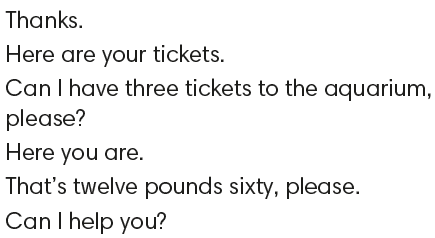 Thanks.
Here are your tickets.
Can I have three tickets to the aquarium,
please?
Here you are.
That's twelve pounds sixty, please.
Can I help you?